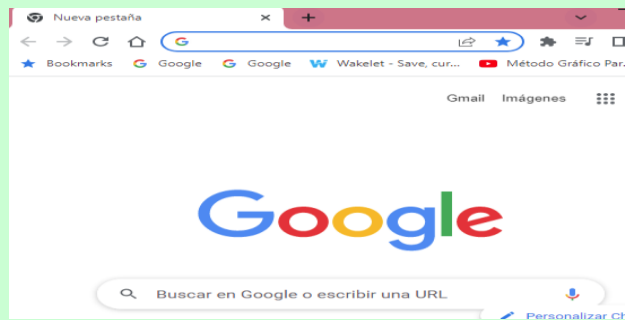 Nueva pestaña
Bookmarks Google Google Wakelet - Save, cur... Método Gráfico Par
Gmail Imágenes
Google
Buscar en Google o escribir una URL
Personalizar Ch